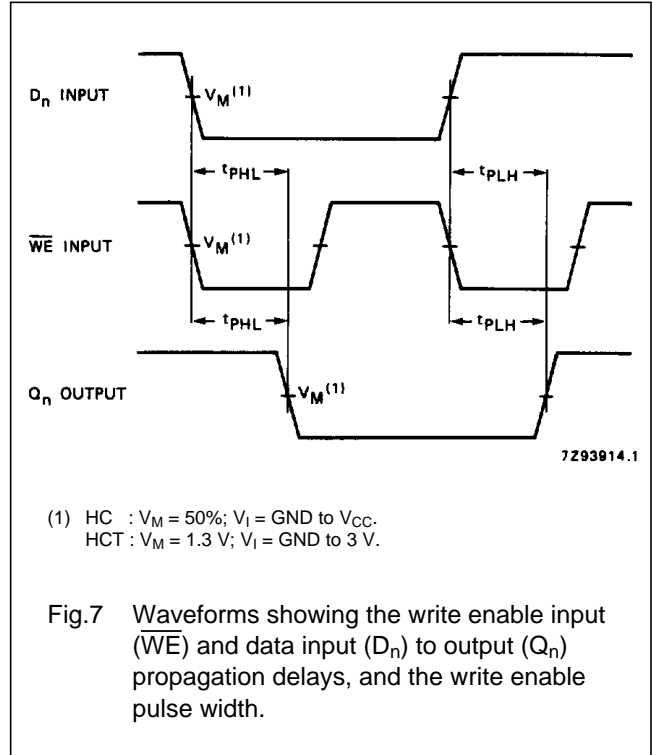 Dn INPUT
VM(1)
tPHL
tPLH
WE INPUT
VM(1)
tPHL
tPLH
Qn OUTPUT
VM(1)
7Z93914.1
(1) HC : VM = 50%; VI = GND to VCC.
HCT : VM = 1.3 V; VI = GND to 3 V.
Fig.7 Waveforms showing the write enable input
(WE) and data input (Dn) to output (Qn)
propagation delays, and the write enable
pulse width.